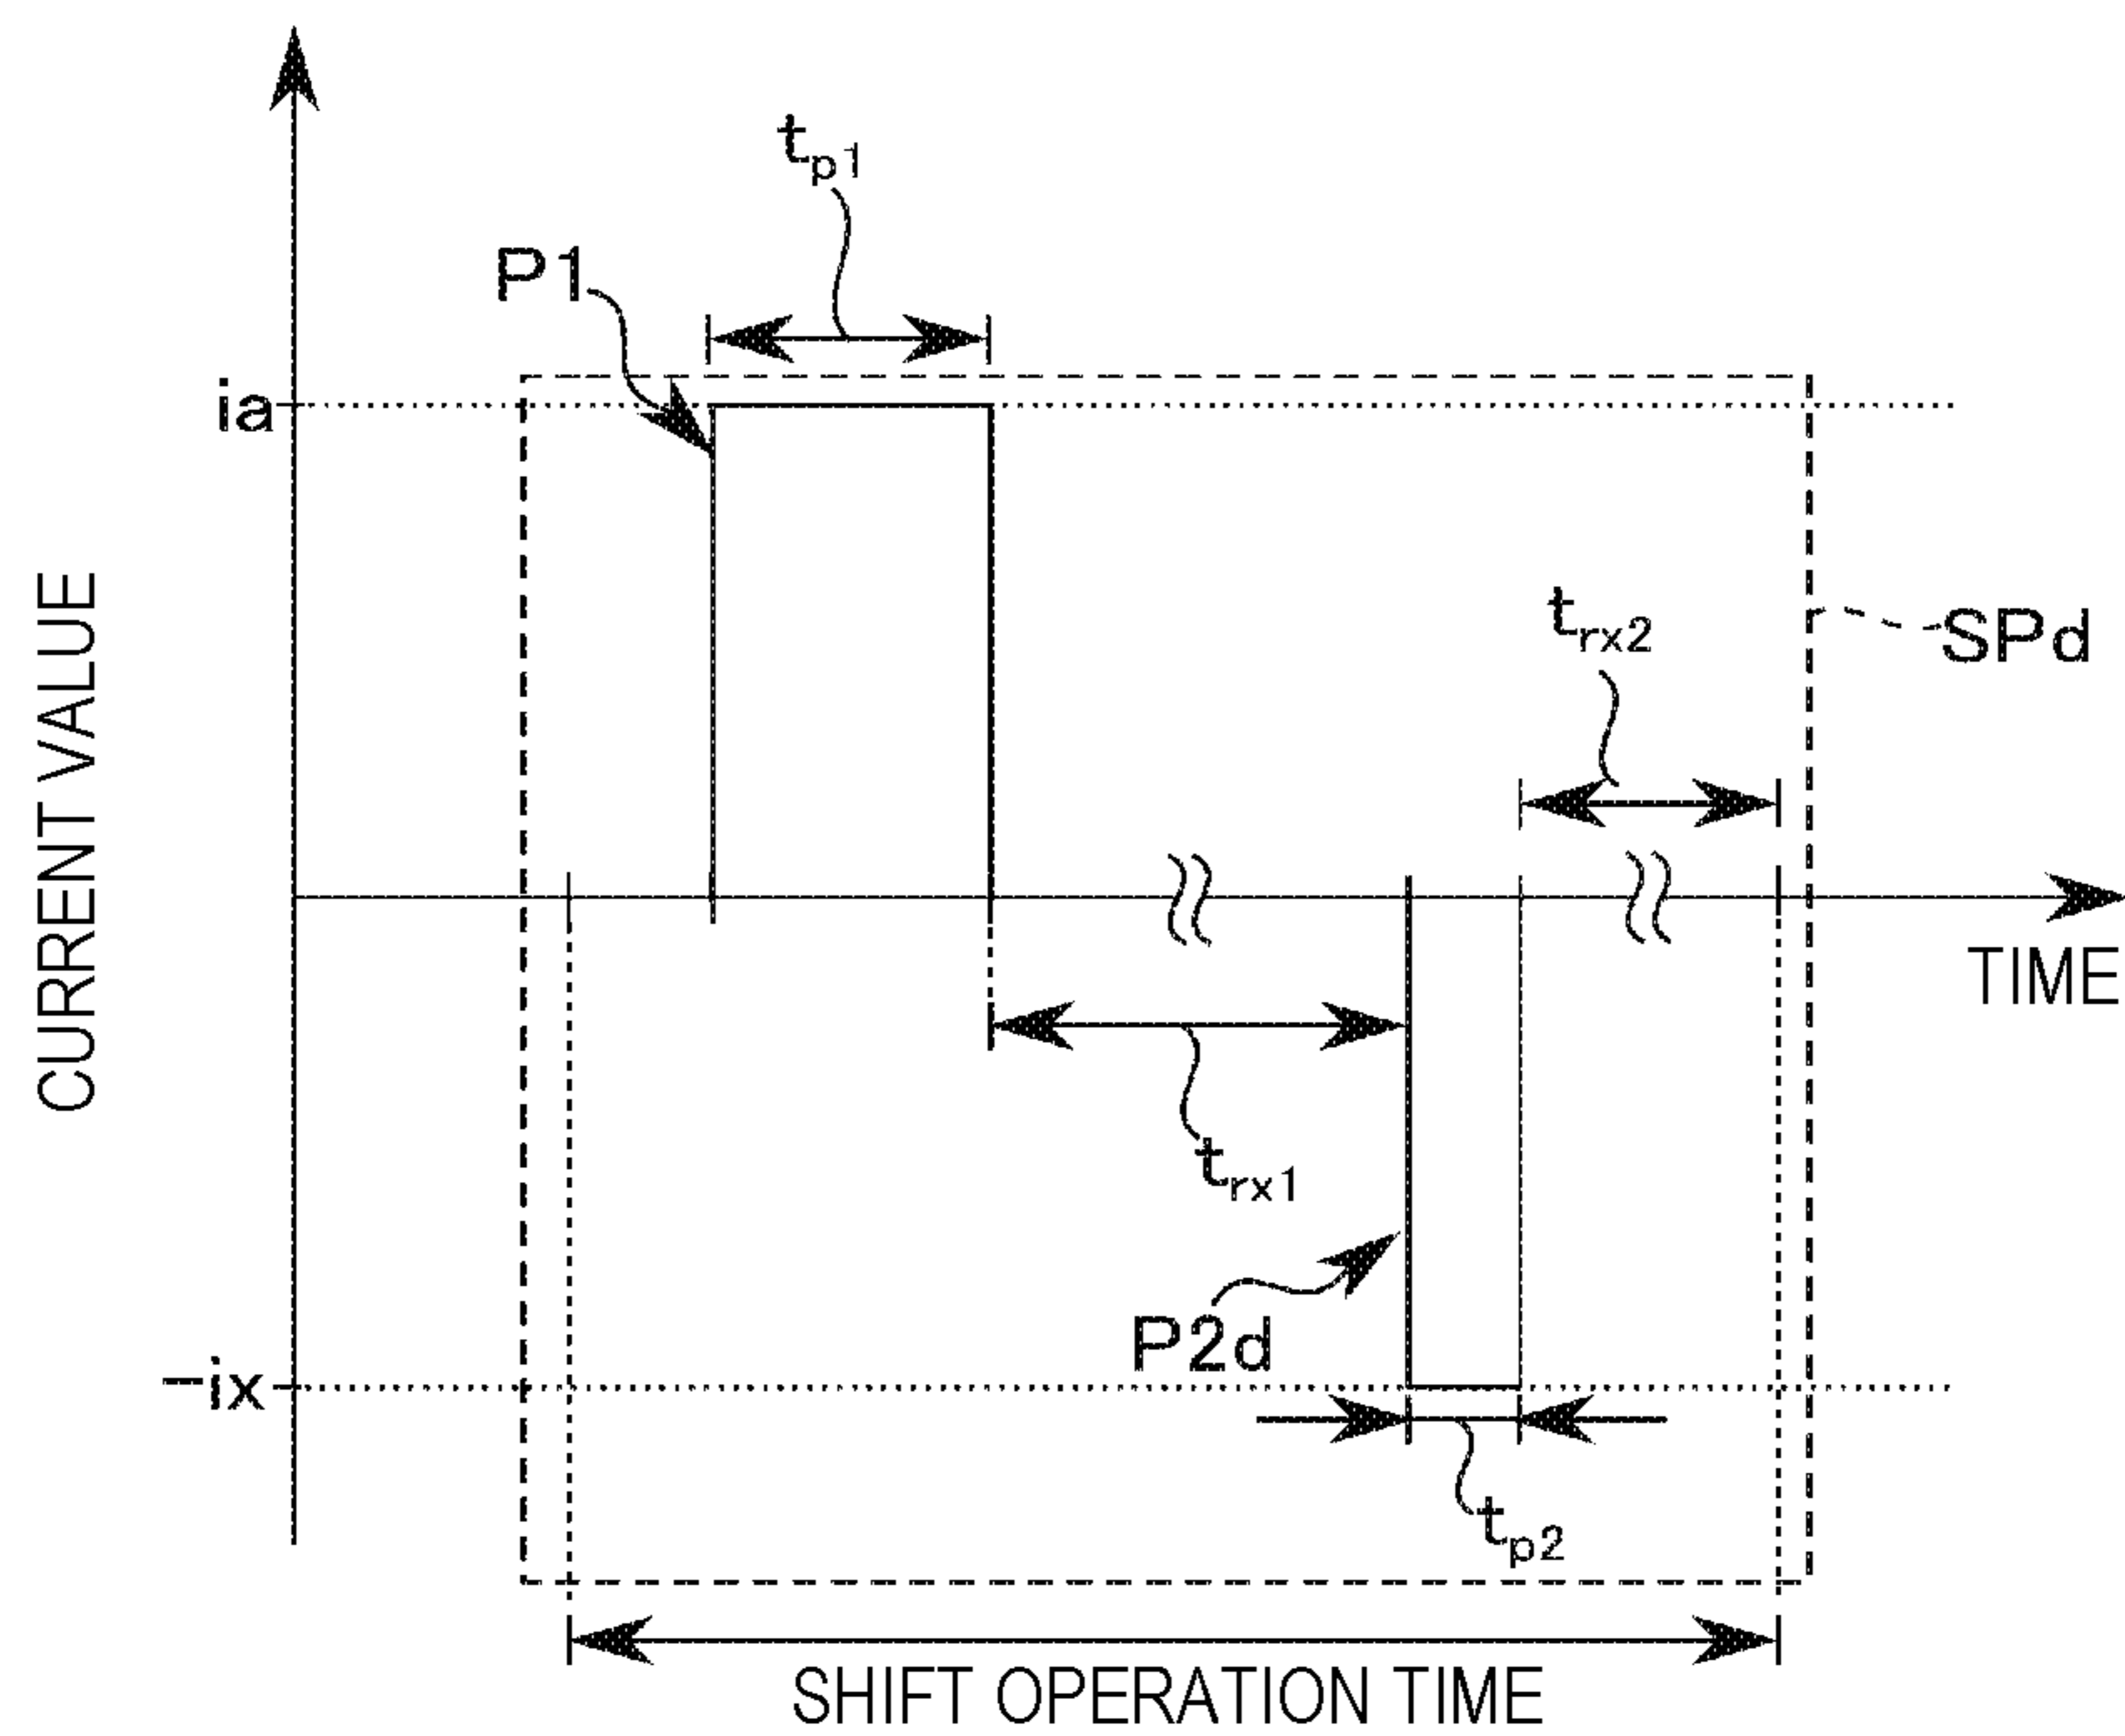 t_p1
P1
ia
t_rx2
SPd
CURRENT VALUE
TIME
t_rx1
P2d
-ix
t_p2
SHIFT OPERATION TIME